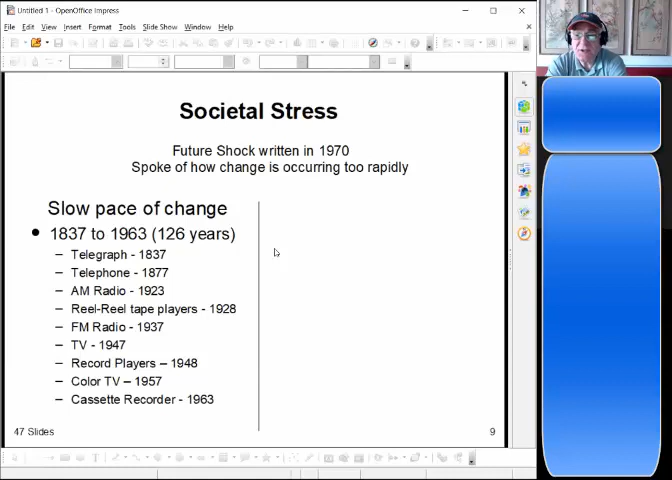 Untitled 1 - OpenOffice Impress
File Edit View Insert Format Tools Slide Show Window Help
Societal Stress
Future Shock written in 1970
Spoke of how change is occurring too rapidly
Slow pace of change
• 1837 to 1963 (126 years)
– Telegraph - 1837
– Telephone - 1877
– AM Radio - 1923
– Reel-Reel tape players - 1928
– FM Radio - 1937
– TV - 1947
– Record Players – 1948
– Color TV – 1957
– Cassette Recorder - 1963
47 Slides
9